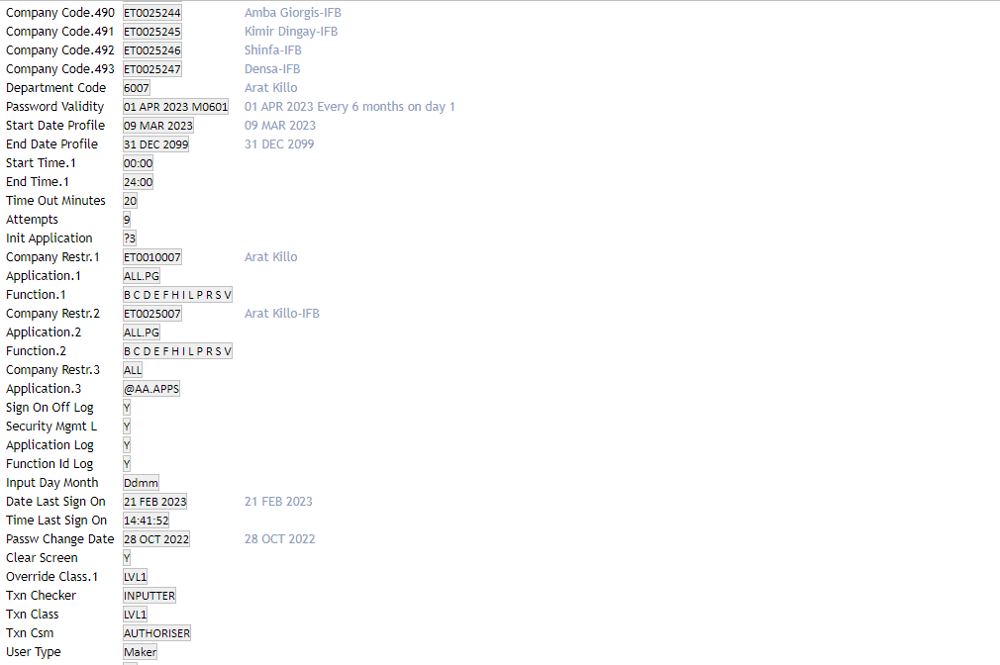 Company Code.490 ET0025244 Amba Giorgis-IFB
Company Code.491 ET0025245 Kimir Dingay-IFB
Company Code.492 ET0025246 Shinfa-IFB
Company Code.493 ET0025247 Densa-IFB
Department Code 6007 Arat Killo
Password Validity 01 APR 2023 M0601 01 APR 2023 Every 6 months on day 1
Start Date Profile 09 MAR 2023 09 MAR 2023
End Date Profile 31 DEC 2099 31 DEC 2099
Start Time.1 00:00
End Time.1 24:00
Time Out Minutes 20
Attempts 9
Init Application ?3
Company Restr.1 ET0010007 Arat Killo
Application.1 ALL.PG
Function.1 B C D E F H I L P R S V
Company Restr.2 ET0025007 Arat Killo-IFB
Application.2 ALL.PG
Function.2 B C D E F H I L P R S V
Company Restr.3 ALL
Application.3 @AA.APPS
Sign On Off Log Y
Security Mgmt L Y
Application Log Y
Function Id Log Y
Input Day Month Ddmm
Date Last Sign On 21 FEB 2023 21 FEB 2023
Time Last Sign On 14:41:52
Passw Change Date 28 OCT 2022 28 OCT 2022
Clear Screen Y
Override Class.1 LVL1
Txn Checker INPUTTER
Txn Class LVL1
Txn Csm AUTHORISER
User Type Maker